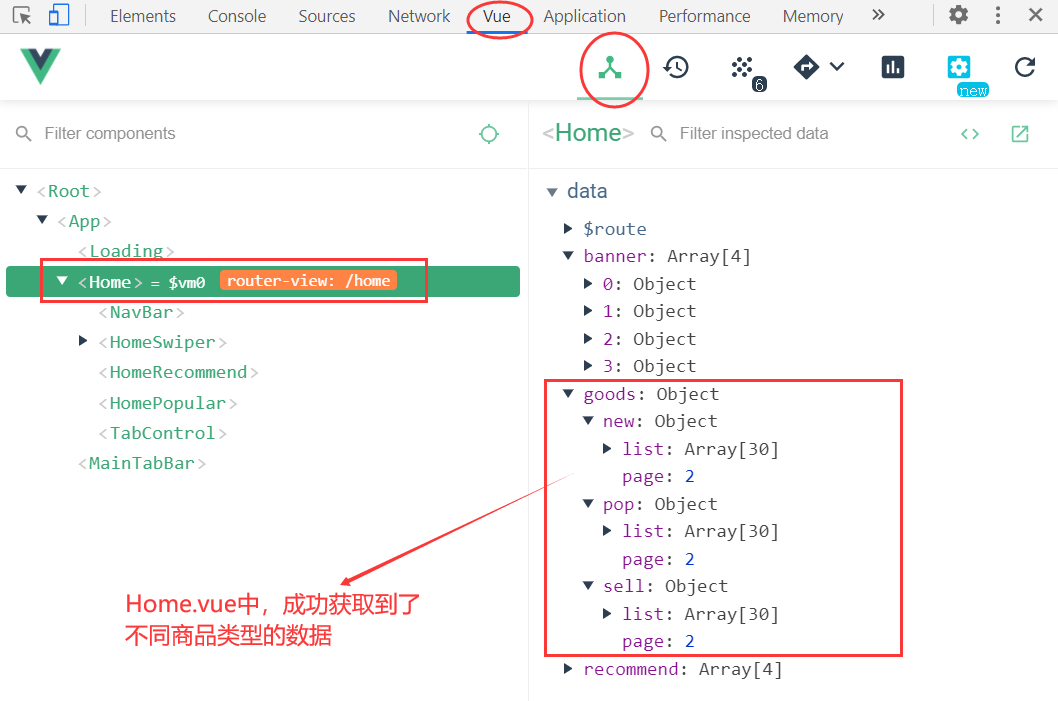 Elements Console Sources Network Vue Application Performance Memory
6
new
Filter components
<Home> Filter inspected data
<Root>
<App>
<Loading>
<Home> = $vm0 router-view: /home
<NavBar>
<HomeSwiper>
<HomeRecommend>
<HomePopular>
<TabControl>
<MainTabBar>
data
$route
banner: Array[4]
0: Object
1: Object
2: Object
3: Object
goods: Object
new: Object
list: Array[30]
page: 2
pop: Object
list: Array[30]
page: 2
sell: Object
list: Array[30]
page: 2
recommend: Array[4]
Home.vue中，成功获取到了
不同商品类型的数据